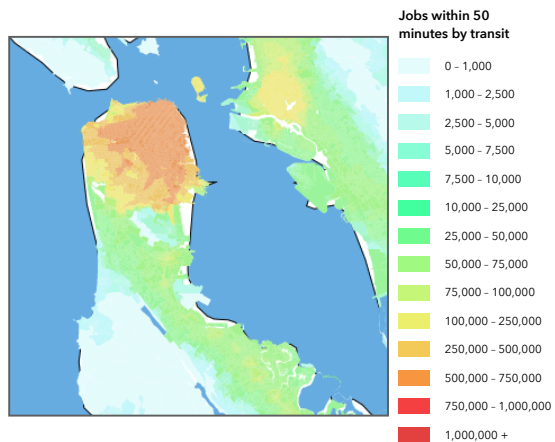 Jobs within 50
minutes by transit
0 – 1,000
1,000 – 2,500
2,500 – 5,000
5,000 – 7,500
7,500 – 10,000
10,000 – 25,000
25,000 – 50,000
50,000 – 75,000
75,000 – 100,000
100,000 – 250,000
250,000 – 500,000
500,000 – 750,000
750,000 – 1,000,000
1,000,000 +